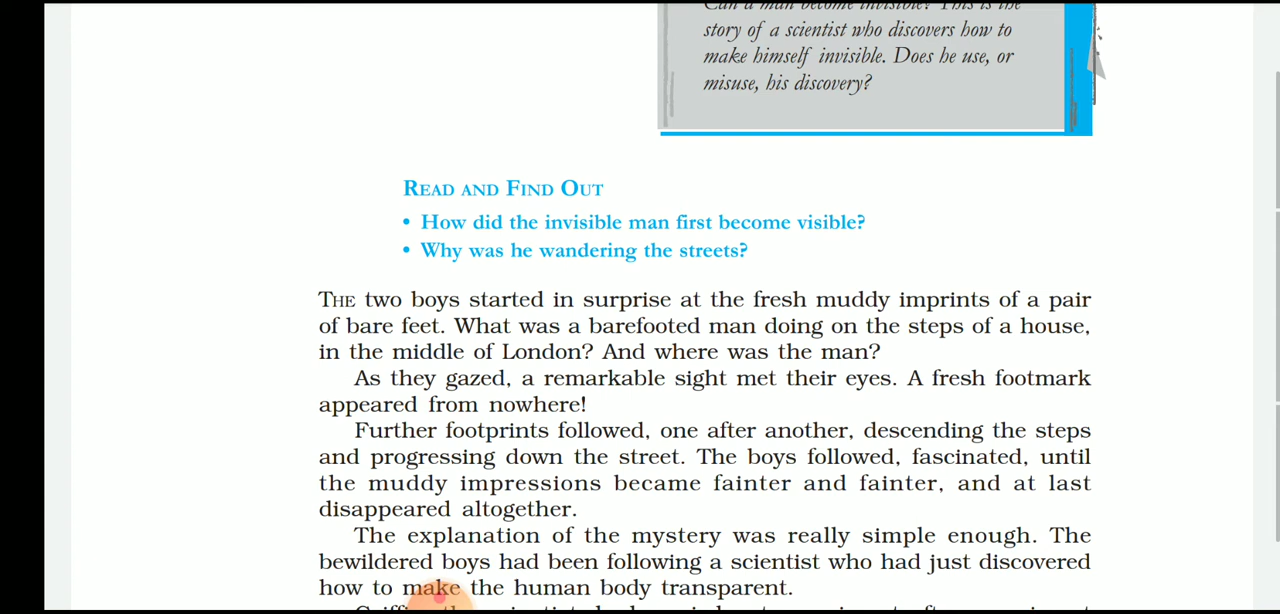 Can a man become invisible? This is the
story of a scientist who discovers how to
make himself invisible. Does he use, or
misuse, his discovery?
READ AND FIND OUT
• How did the invisible man first become visible?
• Why was he wandering the streets?
THE two boys started in surprise at the fresh muddy imprints of a pair
of bare feet. What was a barefooted man doing on the steps of a house,
in the middle of London? And where was the man?
As they gazed, a remarkable sight met their eyes. A fresh footmark
appeared from nowhere!
Further footprints followed, one after another, descending the steps
and progressing down the street. The boys followed, fascinated, until
the muddy impressions became fainter and fainter, and at last
disappeared altogether.
The explanation of the mystery was really simple enough. The
bewildered boys had been following a scientist who had just discovered
how to make the human body transparent.